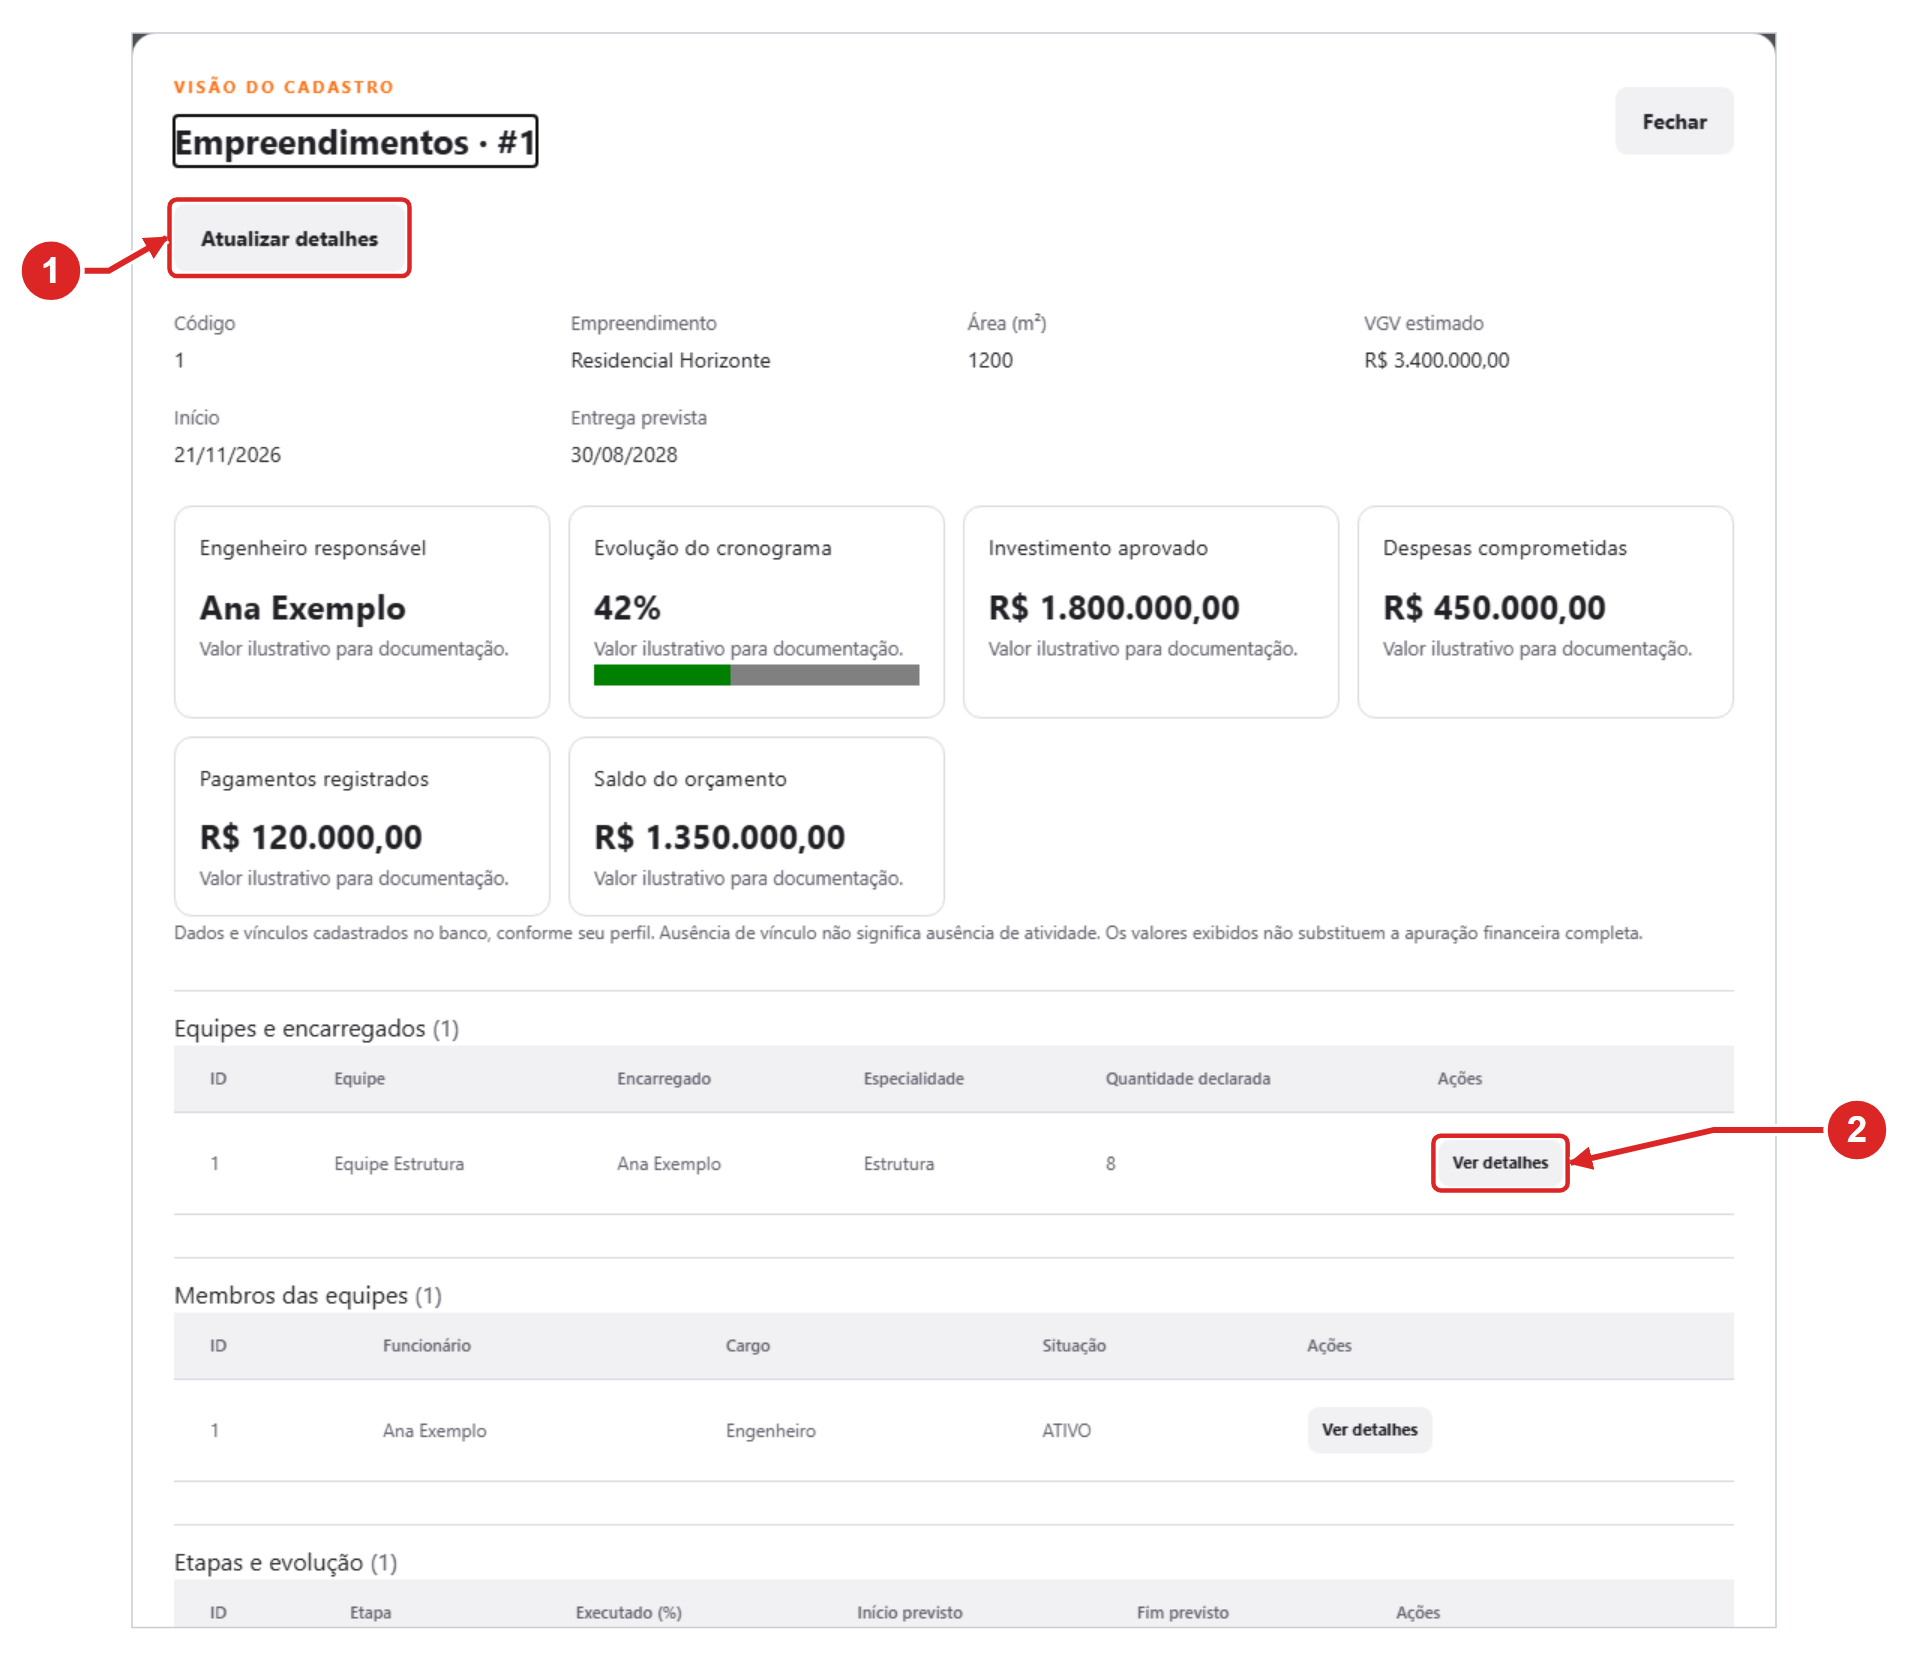 VISÃO DO CADASTRO
Empreendimentos · #1
Fechar
Atualizar detalhes
1
Código Empreendimento Área (m²) VGV estimado
1 Residencial Horizonte 1200 R$ 3.400.000,00
Início Entrega prevista
21/11/2026 30/08/2028
Engenheiro responsável Evolução do cronograma Investimento aprovado Despesas comprometidas
Ana Exemplo 42% R$ 1.800.000,00 R$ 450.000,00
Valor ilustrativo para documentação. Valor ilustrativo para documentação. Valor ilustrativo para documentação. Valor ilustrativo para documentação.
Pagamentos registrados Saldo do orçamento
R$ 120.000,00 R$ 1.350.000,00
Valor ilustrativo para documentação. Valor ilustrativo para documentação.
Dados e vínculos cadastrados no banco, conforme seu perfil. Ausência de vínculo não significa ausência de atividade. Os valores exibidos não substituem a apuração financeira completa.
Equipes e encarregados (1)
ID Equipe Encarregado Especialidade Quantidade declarada Ações
1 Equipe Estrutura Ana Exemplo Estrutura 8 Ver detalhes
2
Membros das equipes (1)
ID Funcionário Cargo Situação Ações
1 Ana Exemplo Engenheiro ATIVO Ver detalhes
Etapas e evolução (1)
ID Etapa Executado (%) Início previsto Fim previsto Ações